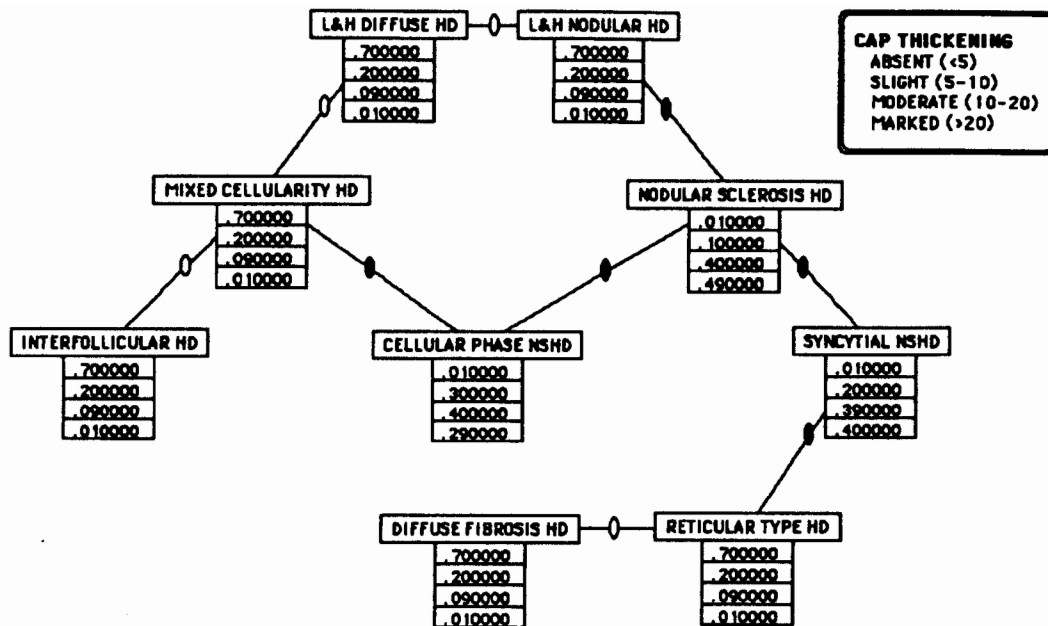 L&H DIFFUSE HD
.700000
.200000
.090000
.010000
L&H NODULAR HD
.700000
.200000
.090000
.010000
CAP THICKENING
ABSENT (<5)
SLIGHT (5-10)
MODERATE (10-20)
MARKED (>20)
MIXED CELLULARITY HD
.700000
.200000
.090000
.010000
NODULAR SCLEROSIS HD
.010000
.100000
.400000
.490000
INTERFOLLICULAR HD
.700000
.200000
.090000
.010000
CELLULAR PHASE NSHD
.010000
.300000
.400000
.290000
SYNCYTIAL NSHD
.010000
.200000
.390000
.400000
DIFFUSE FIBROSIS HD
.700000
.200000
.090000
.010000
RETICULAR TYPE HD
.700000
.200000
.090000
.010000